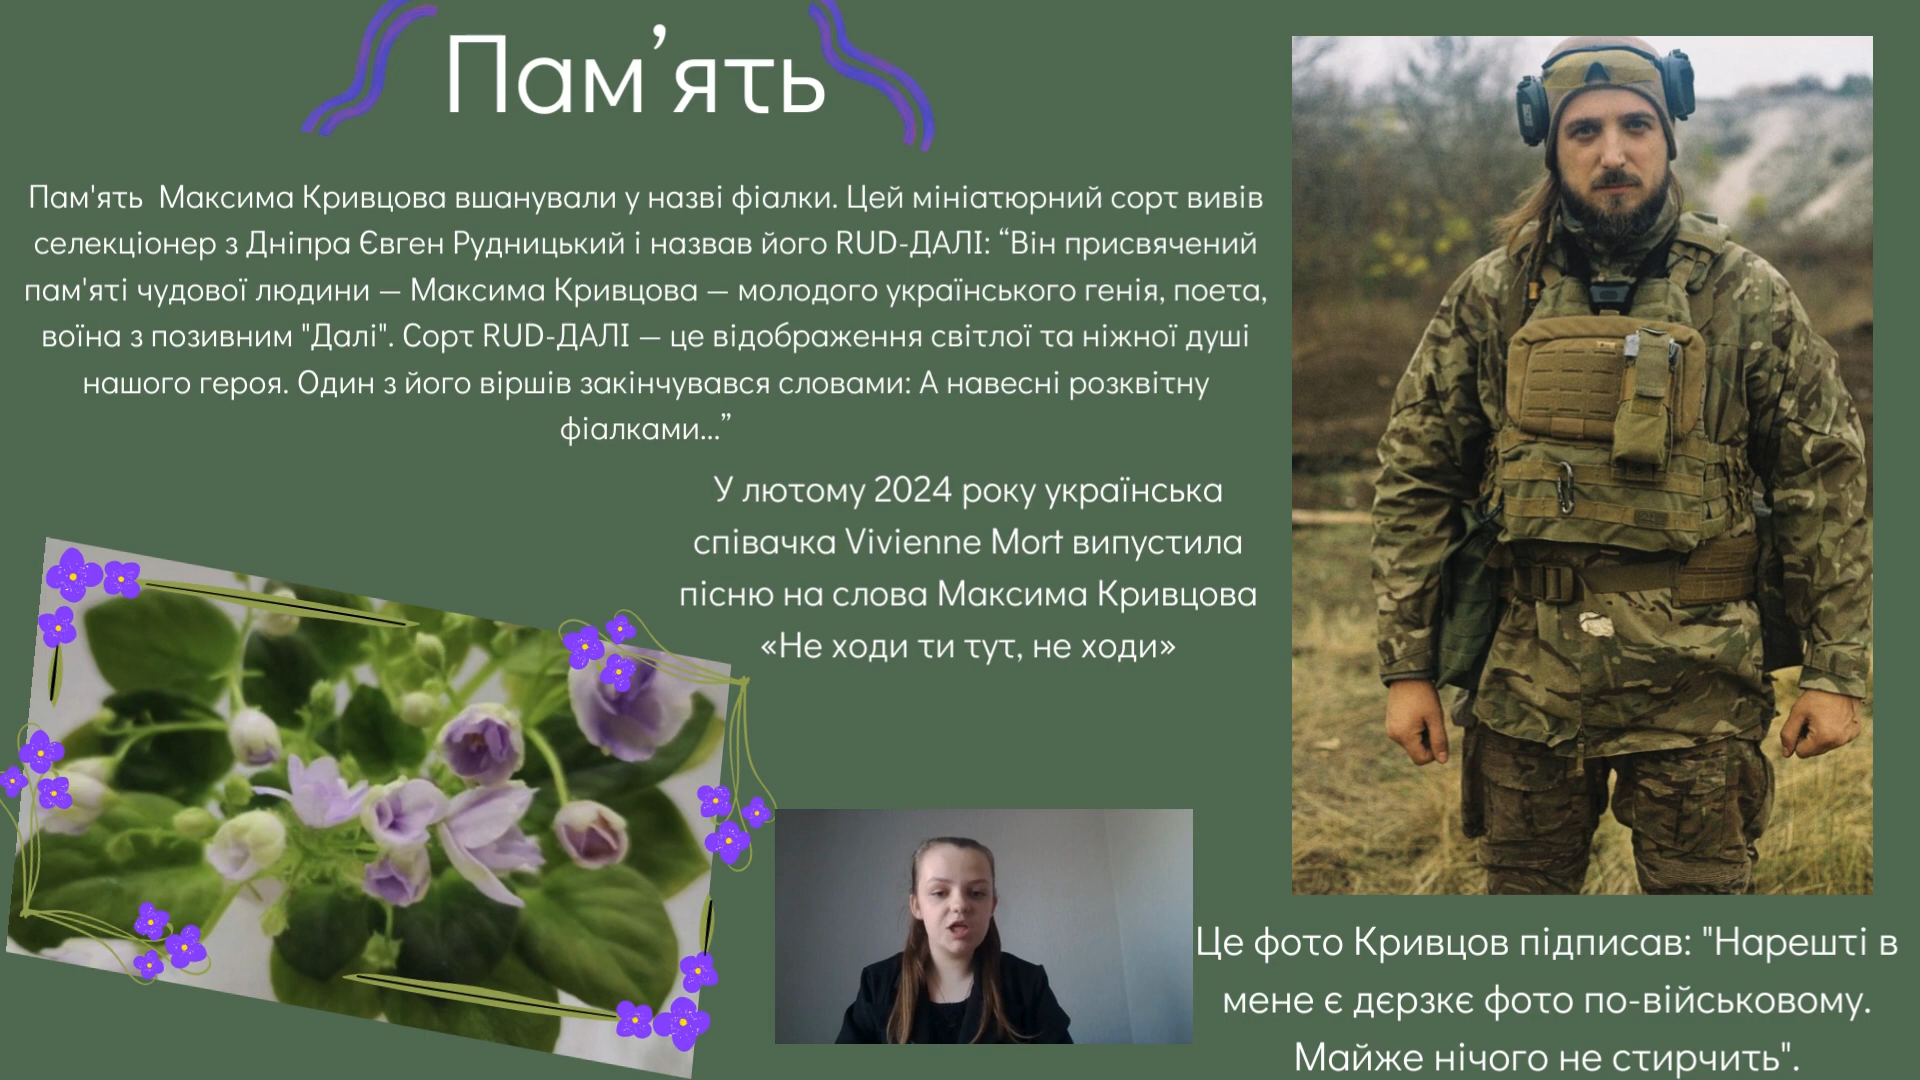 Пам’ять
Пам'ять Максима Кривцова вшанували у назві фіалки. Цей мініатюрний сорт вивів
селекціонер з Дніпра Євген Рудницький і назвав його RUD-ДАЛІ: “Він присвячений
пам'яті чудової людини — Максима Кривцова — молодого українського генія, поета,
воїна з позивним "Далі". Сорт RUD-ДАЛІ — це відображення світлої та ніжної душі
нашого героя. Один з його віршів закінчувався словами: А навесні розквітну
фіалками...”
У лютому 2024 року українська
співачка Vivienne Mort випустила
пісню на слова Максима Кривцова
«Не ходи ти тут, не ходи»
Це фото Кривцов підписав: "Нарешті в
мене є дєрзкє фото по-військовому.
Майже нічого не стирчить".